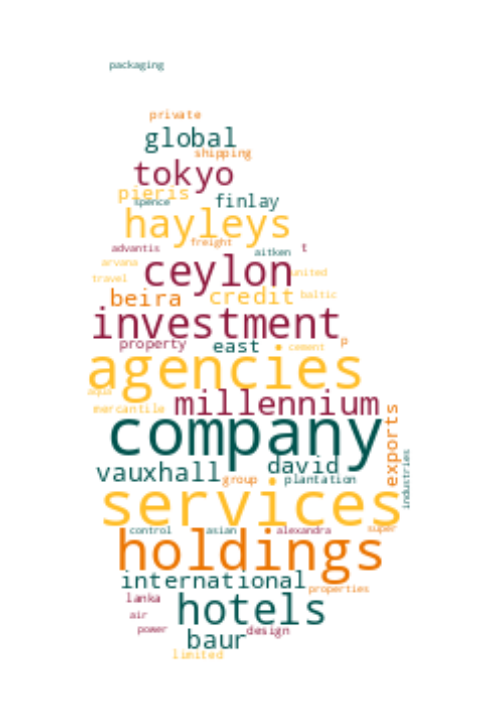 packaging
private
global
shipping
tokyo
pieris
spence finlay
hayleys
advantis freight t
aitken
arvana ceylon united
travel
beira credit baltic
investment
property east p
cement
agencies
aqua
mercantile millennium
exports
company
vauxhall david
group plantation industries
services
control asian alexandra super
holdings
international
properties
lanka
hotels
air
power design
baur
limited